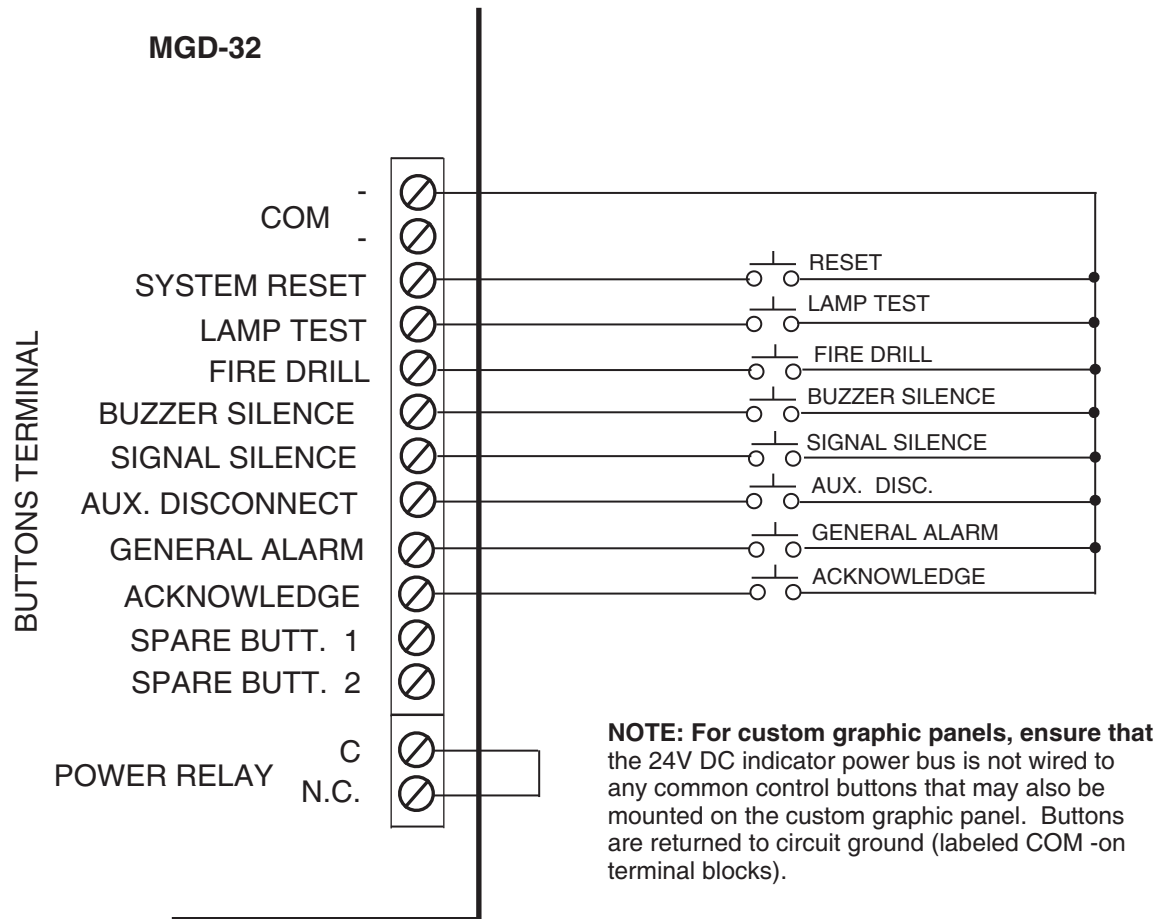 MGD-32
-
COM
-
SYSTEM RESET
LAMP TEST
FIRE DRILL
BUZZER SILENCE
SIGNAL SILENCE
AUX. DISCONNECT
GENERAL ALARM
ACKNOWLEDGE
SPARE BUTT. 1
SPARE BUTT. 2
BUTTONS TERMINAL
POWER RELAY
C
N.C.
RESET
LAMP TEST
FIRE DRILL
BUZZER SILENCE
SIGNAL SILENCE
AUX. DISC.
GENERAL ALARM
ACKNOWLEDGE
NOTE: For custom graphic panels, ensure that
the 24V DC indicator power bus is not wired to
any common control buttons that may also be
mounted on the custom graphic panel. Buttons
are returned to circuit ground (labeled COM -on
terminal blocks).